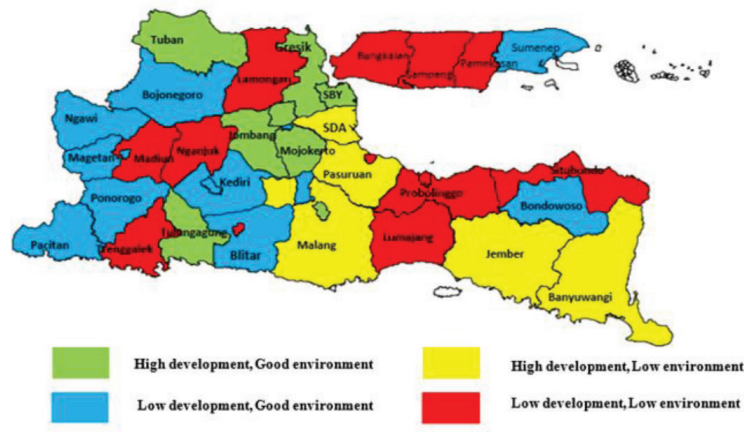 Tuban
Gresik
Lamongan
Bangkalan
Sampang
Pamekasan
Sumenep
Bojonegoro
SBY
Ngawi
SDA
Jombang
Mojokerto
Magetan
Madiun
Nganjuk
Pasuruan
Kediri
Probolinggo
Situbondo
Ponorogo
Bondowoso
Pacitan
Trenggalek
Tulungagung
Blitar
Malang
Lumajang
Jember
Banyuwangi
High development, Good environment
High development, Low environment
Low development, Good environment
Low development, Low environment